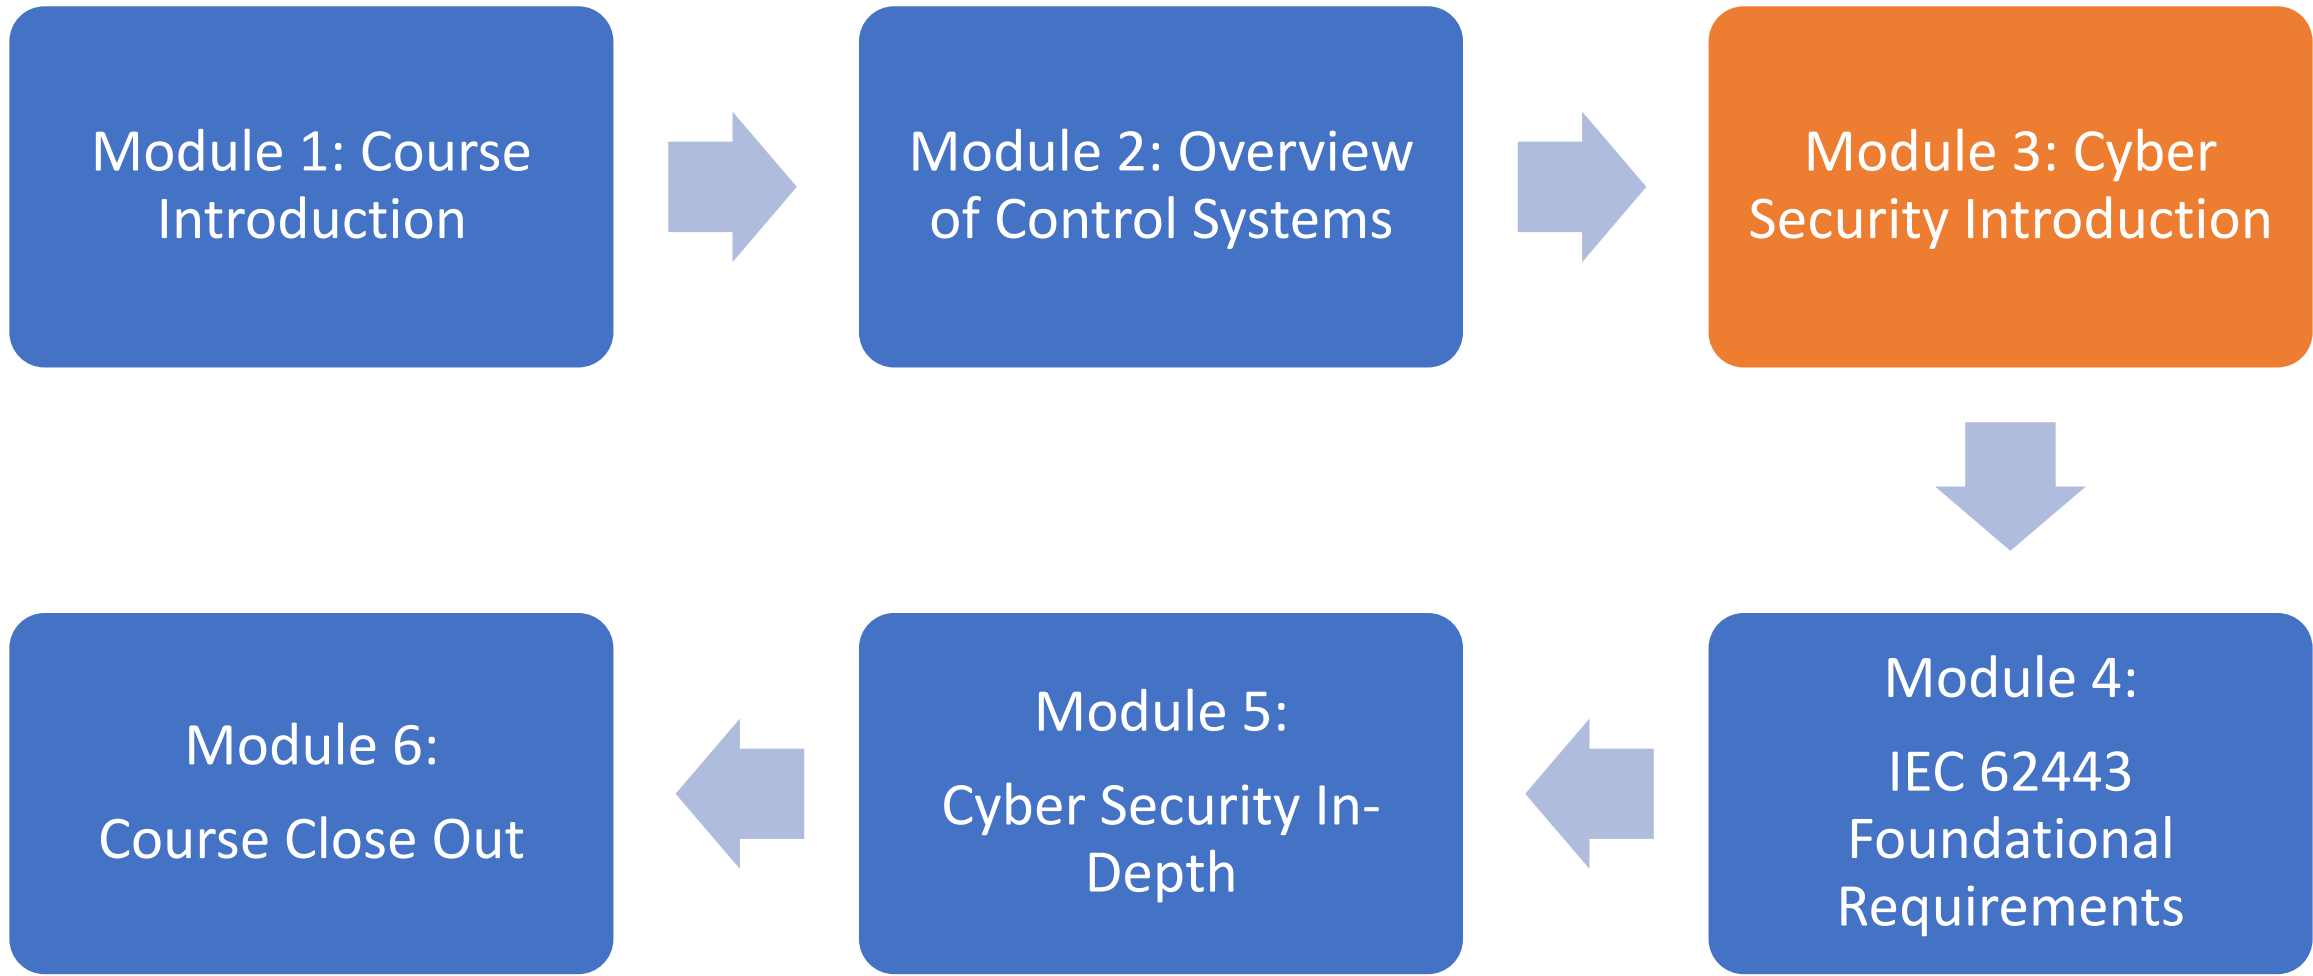 Module 1: Course
Introduction
Module 2: Overview
of Control Systems
Module 3: Cyber
Security Introduction
Module 4:
IEC 62443
Foundational
Requirements
Module 5:
Cyber Security In-
Depth
Module 6:
Course Close Out